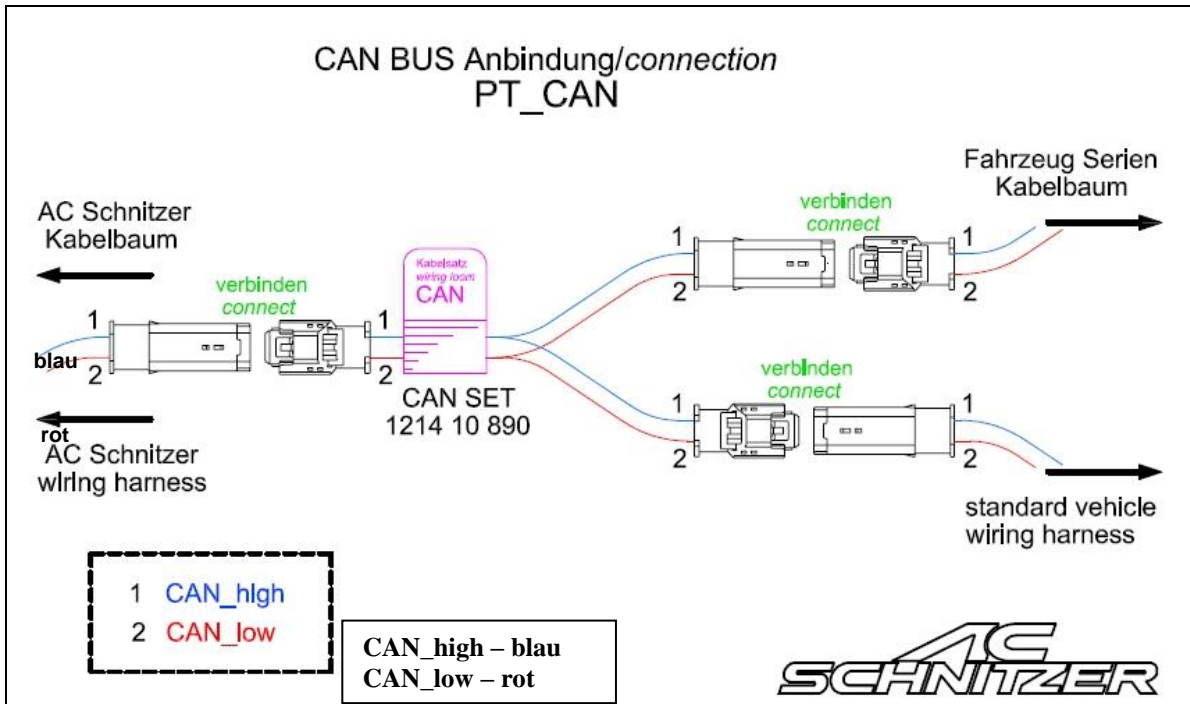 CAN BUS Anbindung/connection
PT_CAN
AC Schnitzer
Kabelbaum
verbinden
connect
1
2
blau
rot
AC Schnitzer
wiring harness
1
2
Kabelsatz
wiring loom
CAN
CAN SET
1214 10 890
1
2
verbinden
connect
1
2
Fahrzeug Serien
Kabelbaum
1
2
verbinden
connect
1
2
standard vehicle
wiring harness
1 CAN_high
2 CAN_low
CAN_high – blau
CAN_low – rot
AC
SCHNITZER